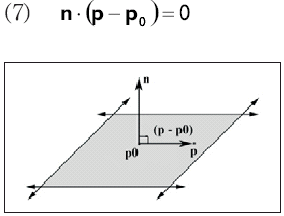 (7) n · (p − p₀) = 0
n
(p - p0)
p0
p